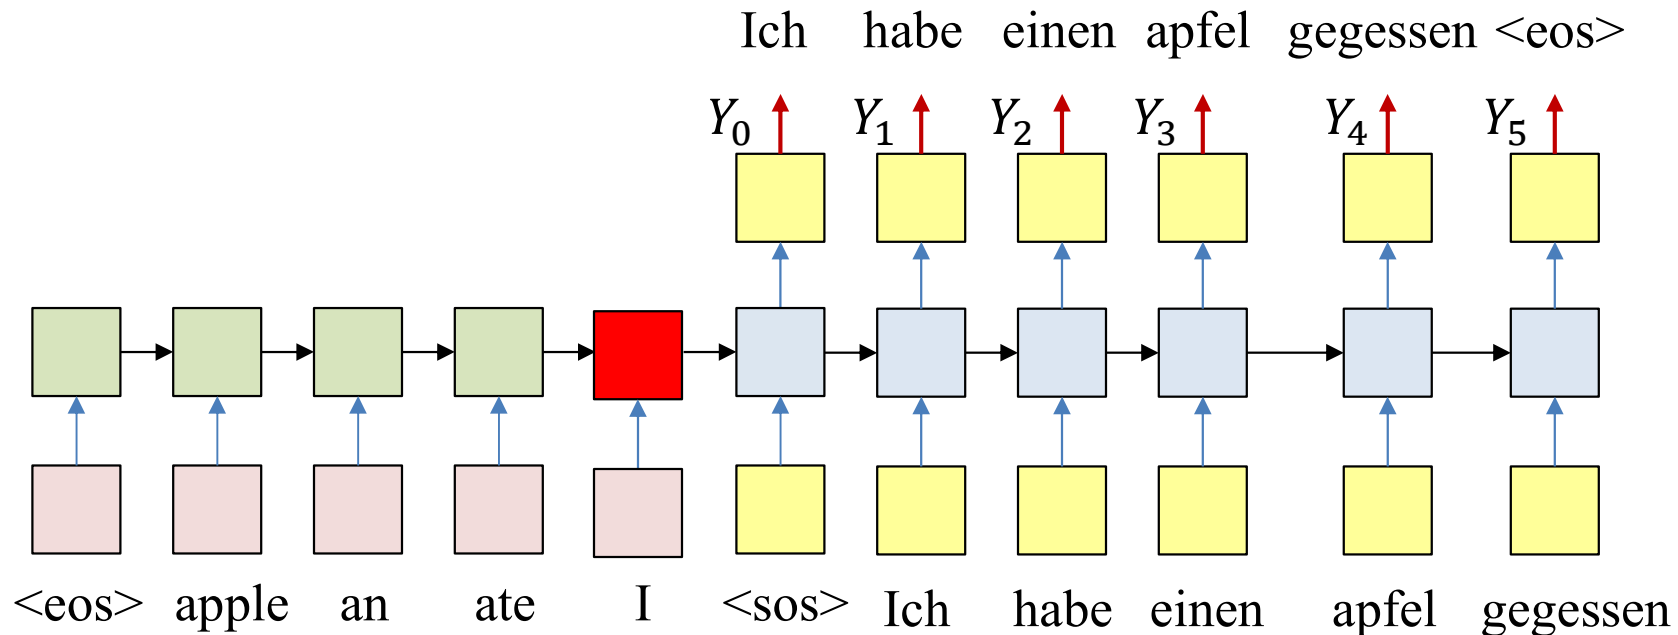 Ich habe einen apfel gegessen <eos>
Y0 Y1 Y2 Y3 Y4 Y5
<eos> apple an ate I <sos> Ich habe einen apfel gegessen